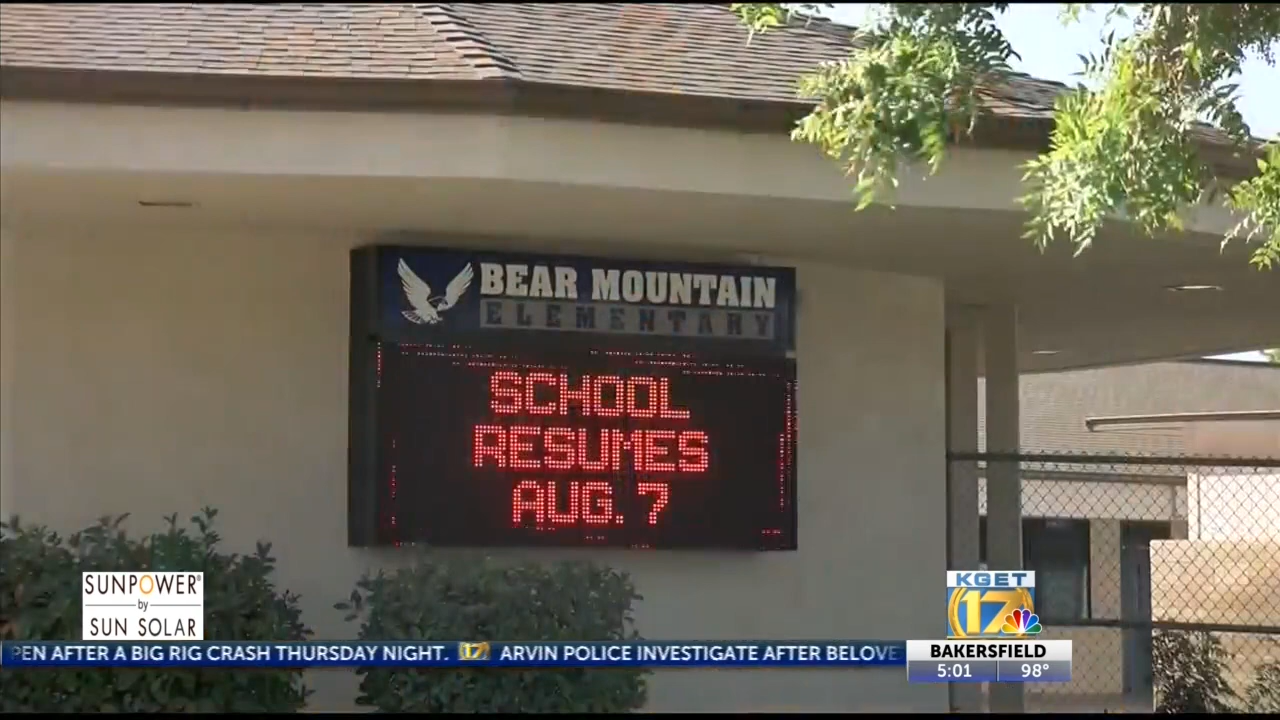 BEAR MOUNTAIN
ELEMENTARY
SCHOOL
RESUMES
AUG. 7
SUNPOWER®
by
SUN SOLAR
KGET
17
PEN AFTER A BIG RIG CRASH THURSDAY NIGHT. 17 ARVIN POLICE INVESTIGATE AFTER BELOVE
BAKERSFIELD
5:01 98°